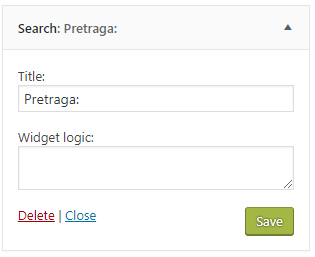 Search: Pretraga:
Title:
Pretraga:
Widget logic:
Delete | Close
Save